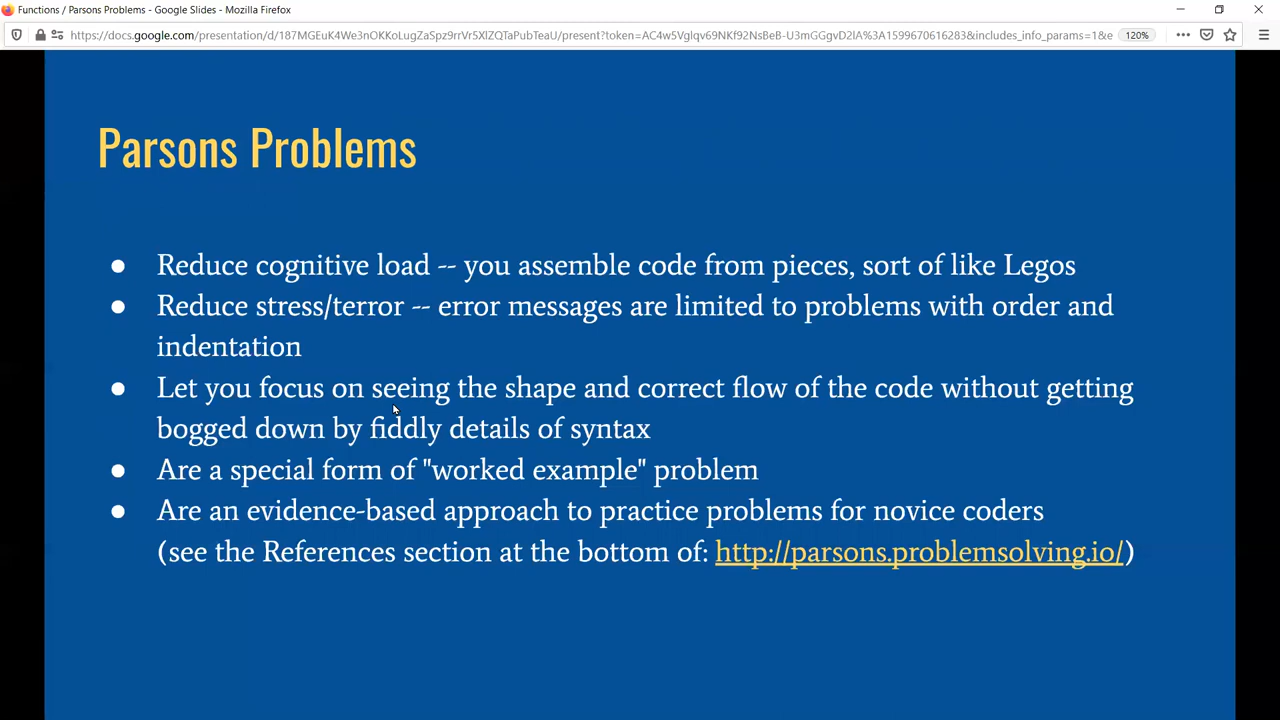 Functions / Parsons Problems - Google Slides - Mozilla Firefox
https://docs.google.com/presentation/d/187MGEuK4We3nOKKoLugZaSpz9rrVr5XlZQTaPubTeaU/present?token=AC4w5Vglqv69NKf92NsBeB-U3mGGgvD2lA%3A1599670616283&includes_info_params=1&e
120%
Parsons Problems
● Reduce cognitive load -- you assemble code from pieces, sort of like Legos
● Reduce stress/terror -- error messages are limited to problems with order and
indentation
● Let you focus on seeing the shape and correct flow of the code without getting
bogged down by fiddly details of syntax
● Are a special form of "worked example" problem
● Are an evidence-based approach to practice problems for novice coders
(see the References section at the bottom of: http://parsons.problemsolving.io/)